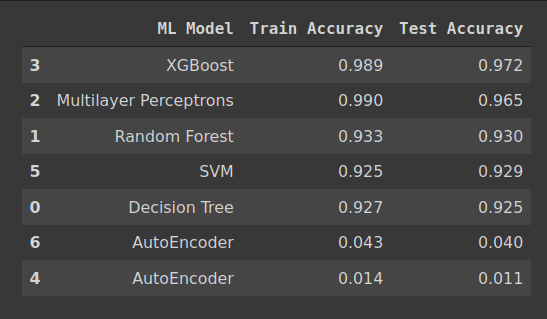 ML Model Train Accuracy Test Accuracy
3 XGBoost 0.989 0.972
2 Multilayer Perceptrons 0.990 0.965
1 Random Forest 0.933 0.930
5 SVM 0.925 0.929
0 Decision Tree 0.927 0.925
6 AutoEncoder 0.043 0.040
4 AutoEncoder 0.014 0.011